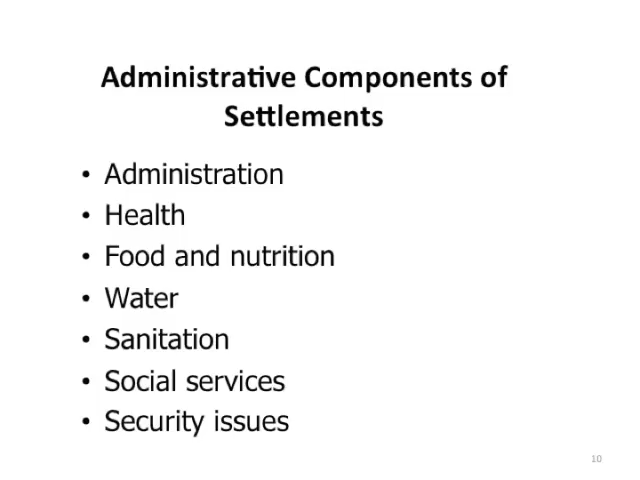 Administrative Components of
Settlements
• Administration
• Health
• Food and nutrition
• Water
• Sanitation
• Social services
• Security issues
10